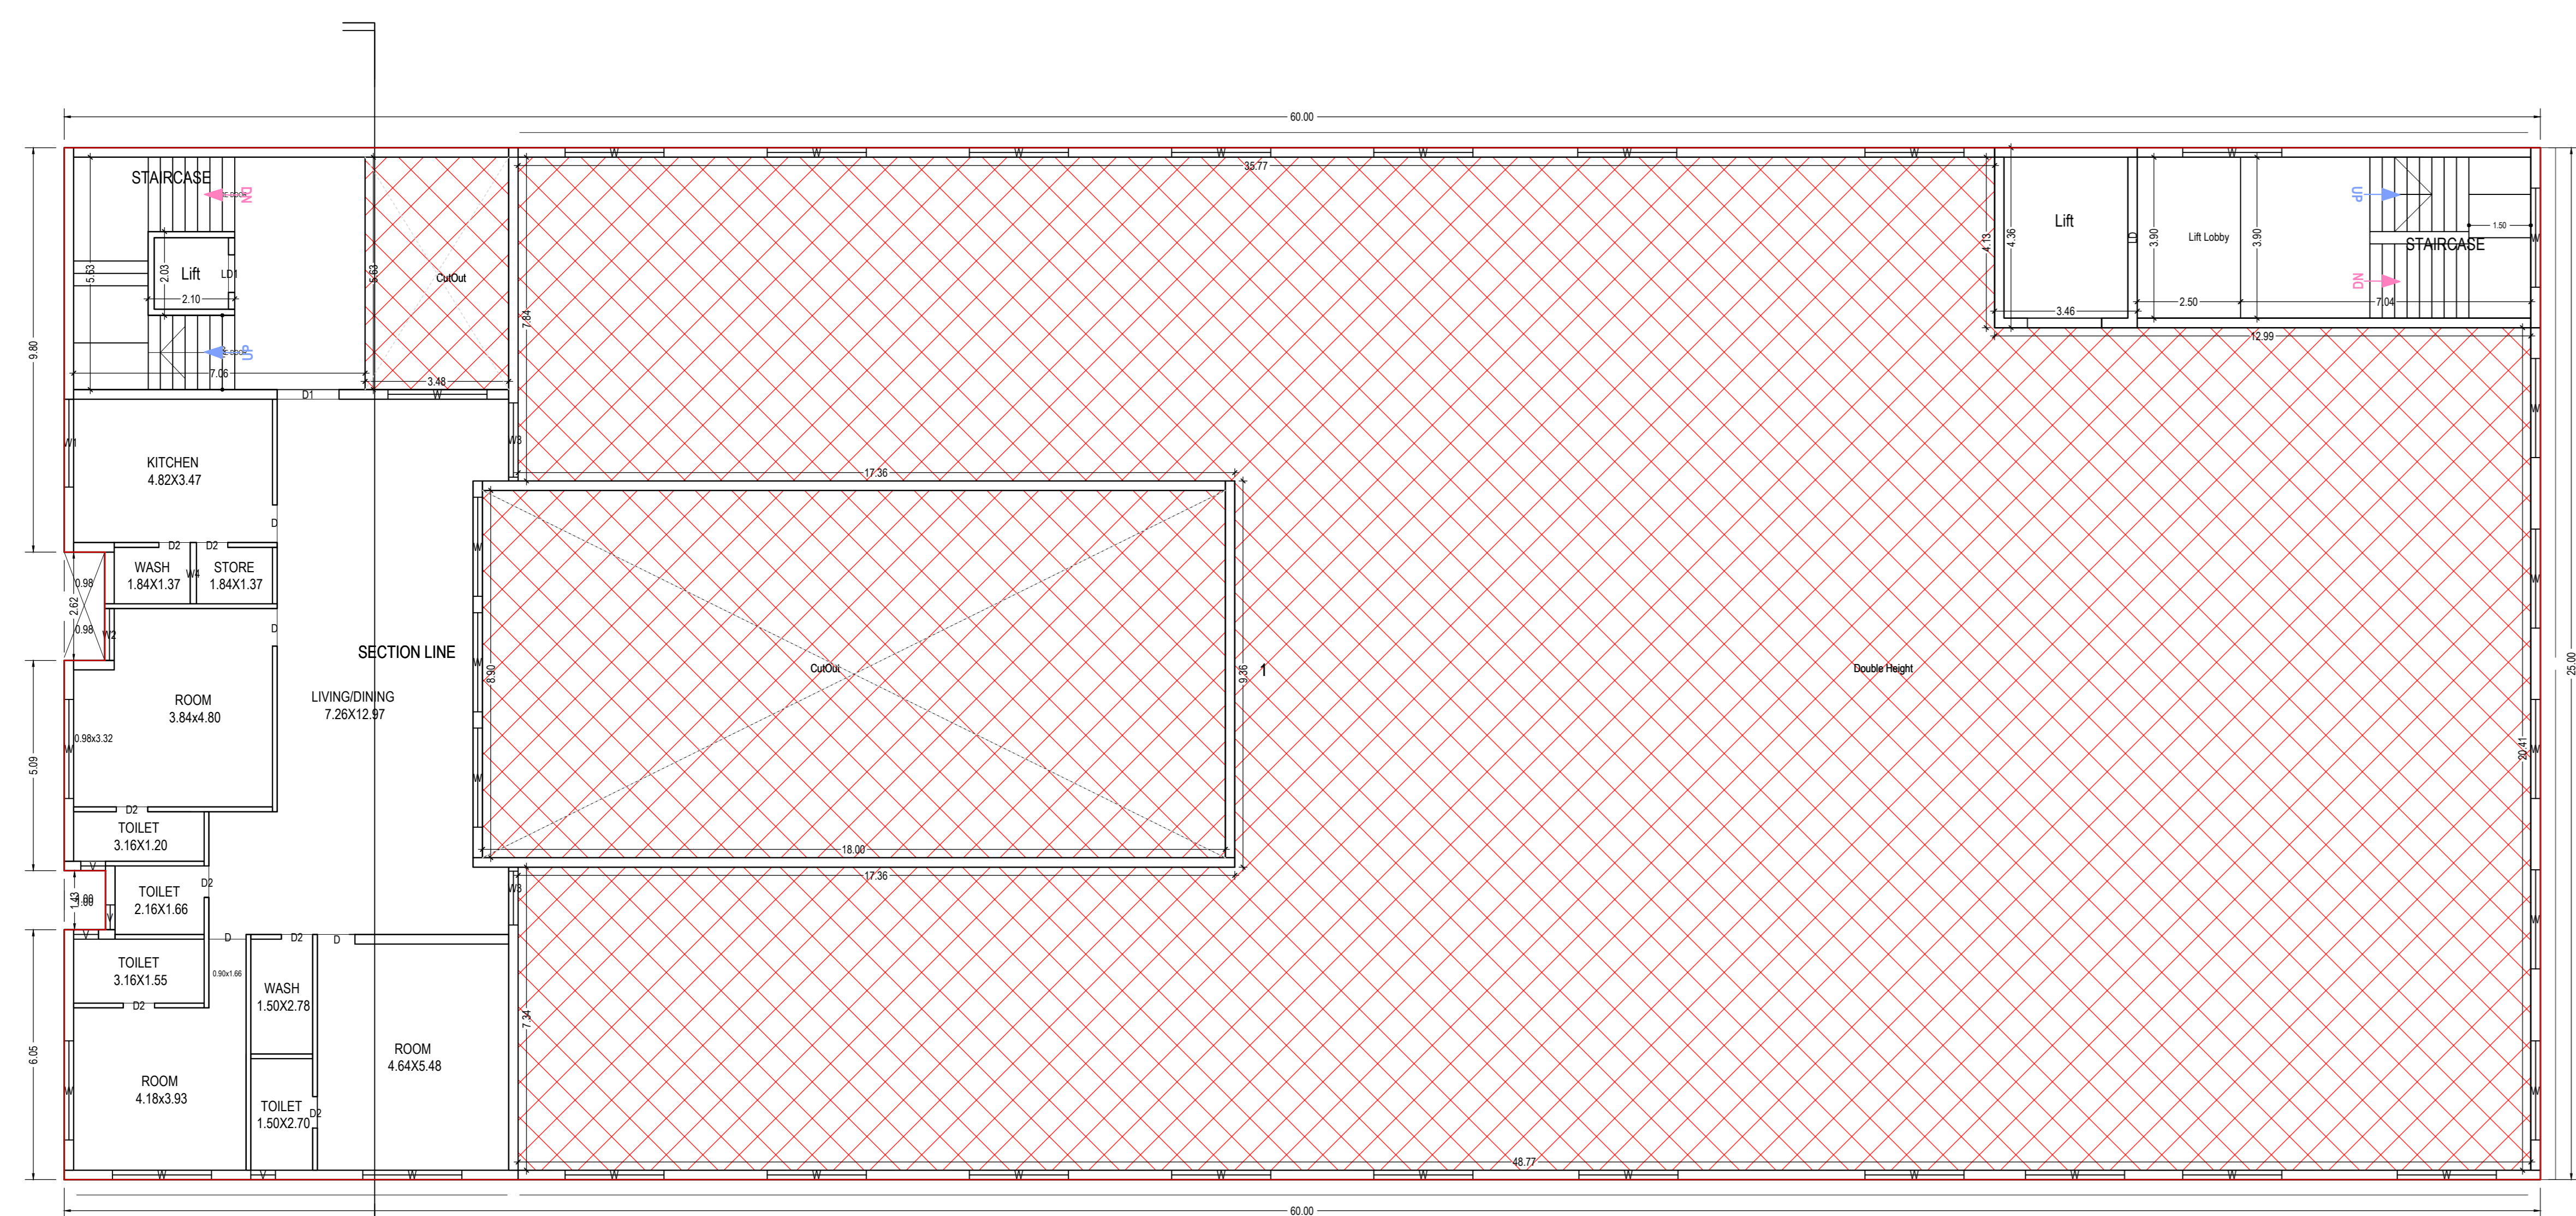 60.00
W
W
W
W
W
W
W
W
35.77
STAIRCASE
DN
Lift
LD1
2.03
2.10
5.63
5.63
CutOut
7.84
UP
7.06
3.48
9.80
D1
W
4.13
4.36
Lift
LD
3.90
Lift Lobby
3.90
UP
1.50
STAIRCASE
W
DN
2.50
7.04
3.46
12.99
W1
KITCHEN
4.82X3.47
W3
17.36
W
D
D2
D2
W
WASH
1.84X1.37
W4
STORE
1.84X1.37
0.98
2.62
0.98
W2
D
W
SECTION LINE
W
CutOut
8.90
9.36
1
Double Height
25.00
ROOM
3.84x4.80
LIVING/DINING
7.26X12.97
0.98x3.32
W
W
W
20.41
5.09
D2
TOILET
3.16X1.20
18.00
V
17.36
D2
W3
TOILET
2.16X1.66
1.43
V
W
V
D
D2
D
TOILET
3.16X1.55
0.90x1.66
WASH
1.50X2.78
D2
7.34
6.05
ROOM
4.64X5.48
ROOM
4.18x3.93
W
TOILET
1.50X2.70
D2
W
48.77
W
V
W
W
W
W
W
W
W
W
W
W
W
60.00